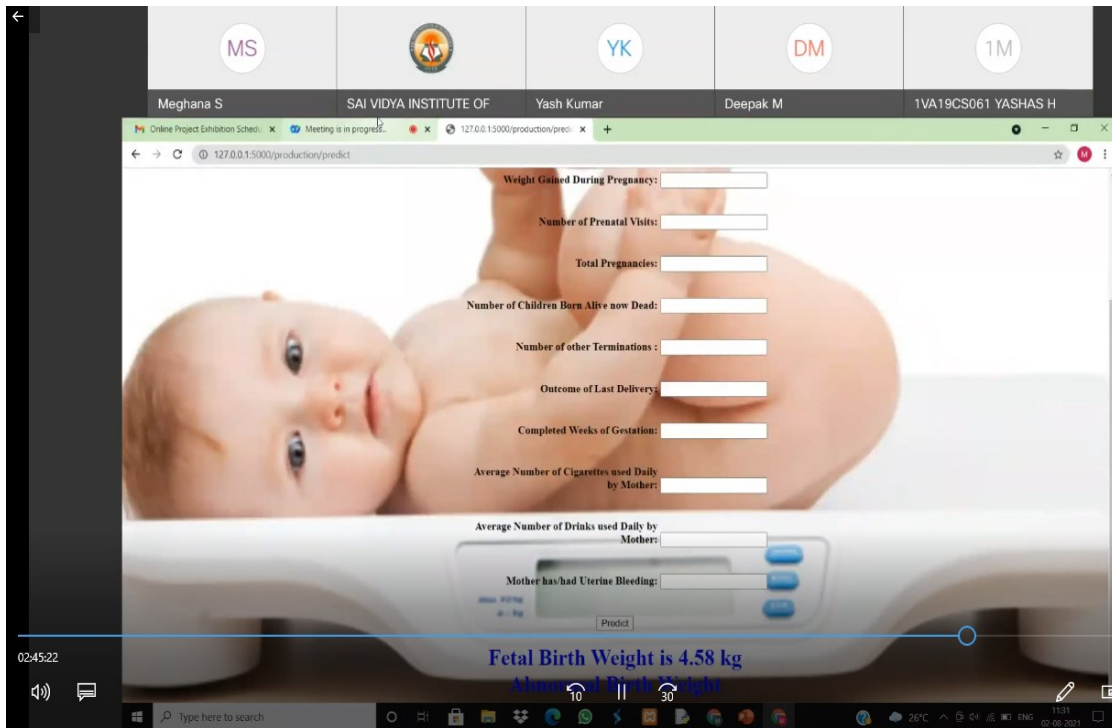 MS
YK
DM
1M
Meghana S
SAI VIDYA INSTITUTE OF
Yash Kumar
Deepak M
1VA19CS061 YASHAS H
Online Project Exhibition Schedu
Meeting is in progress..
127.0.0.1:5000/production/predi
127.0.0.1:5000/production/predict
M
Weight Gained During Pregnancy:
Number of Prenatal Visits:
Total Pregnancies:
Number of Children Born Alive now Dead:
Number of other Terminations :
Outcome of Last Delivery:
Completed Weeks of Gestation:
Average Number of Cigarettes used Daily
by Mother:
Average Number of Drinks used Daily by
Mother:
Mother has/had Uterine Bleeding:
Predict
Fetal Birth Weight is 4.58 kg
Abnormal Birth Weight
02:45:22
10
30
Type here to search
26°C
ENG
11:31
02-08-2021